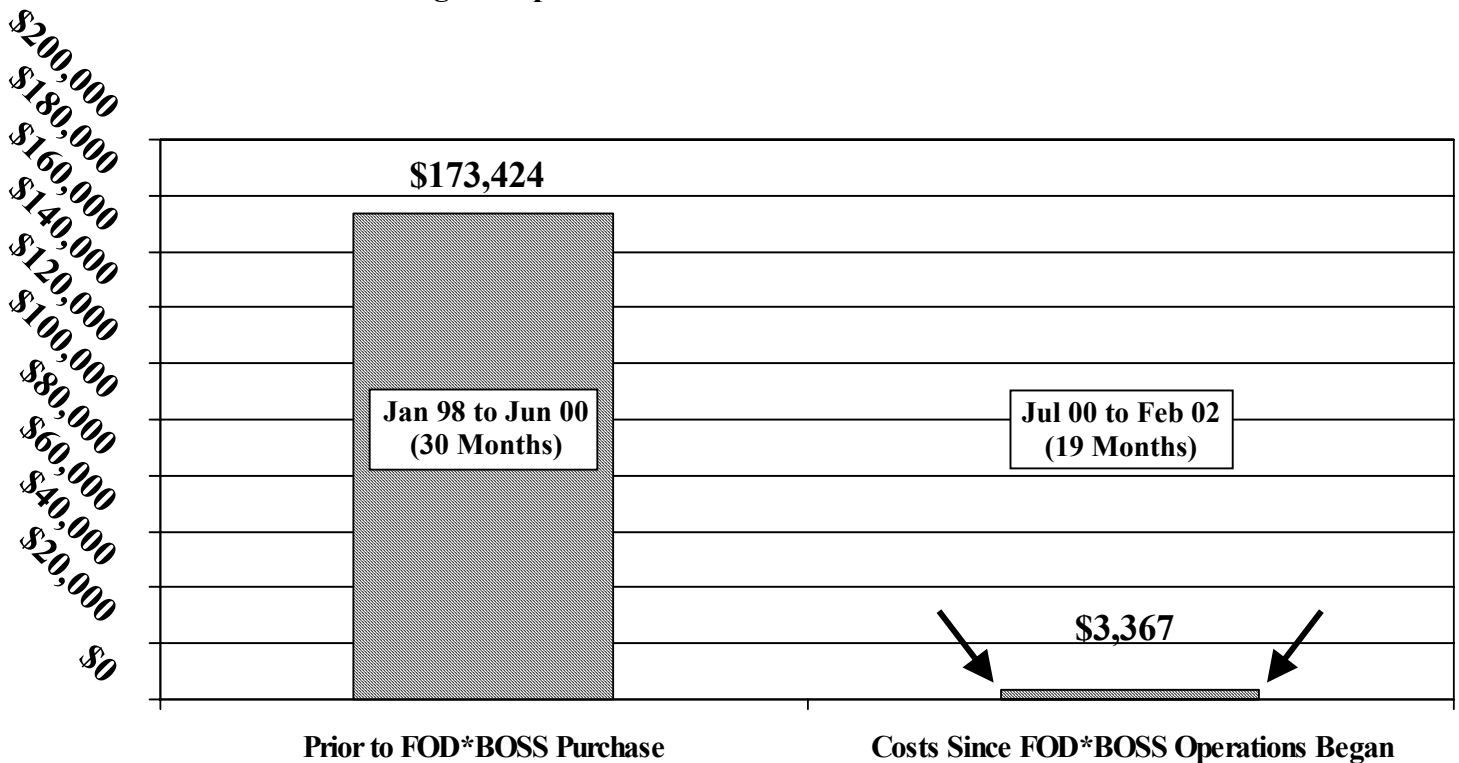 $200,000
$180,000
$160,000
$140,000
$120,000
$100,000
$80,000
$60,000
$40,000
$20,000
$0
$173,424
Jan 98 to Jun 00
(30 Months)
Jul 00 to Feb 02
(19 Months)
$3,367
Prior to FOD*BOSS Purchase
Costs Since FOD*BOSS Operations Began